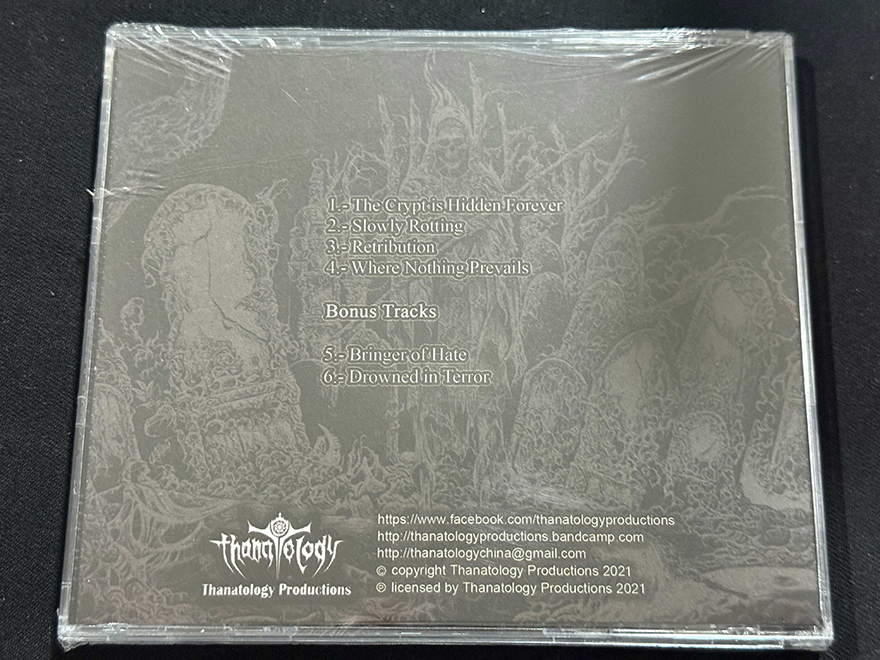 1.- The Crypt is Hidden Forever
2.- Slowly Rotting
3.- Retribution
4.- Where Nothing Prevails
Bonus Tracks
5.- Bringer of Hate
6.- Drowned in Terror
thanatology
Thanatology Productions
https://www.facebook.com/thanatologyproductions
http://thanatologyproductions.bandcamp.com
http://thanatologychina@gmail.com
© copyright Thanatology Productions 2021
℗ licensed by Thanatology Productions 2021